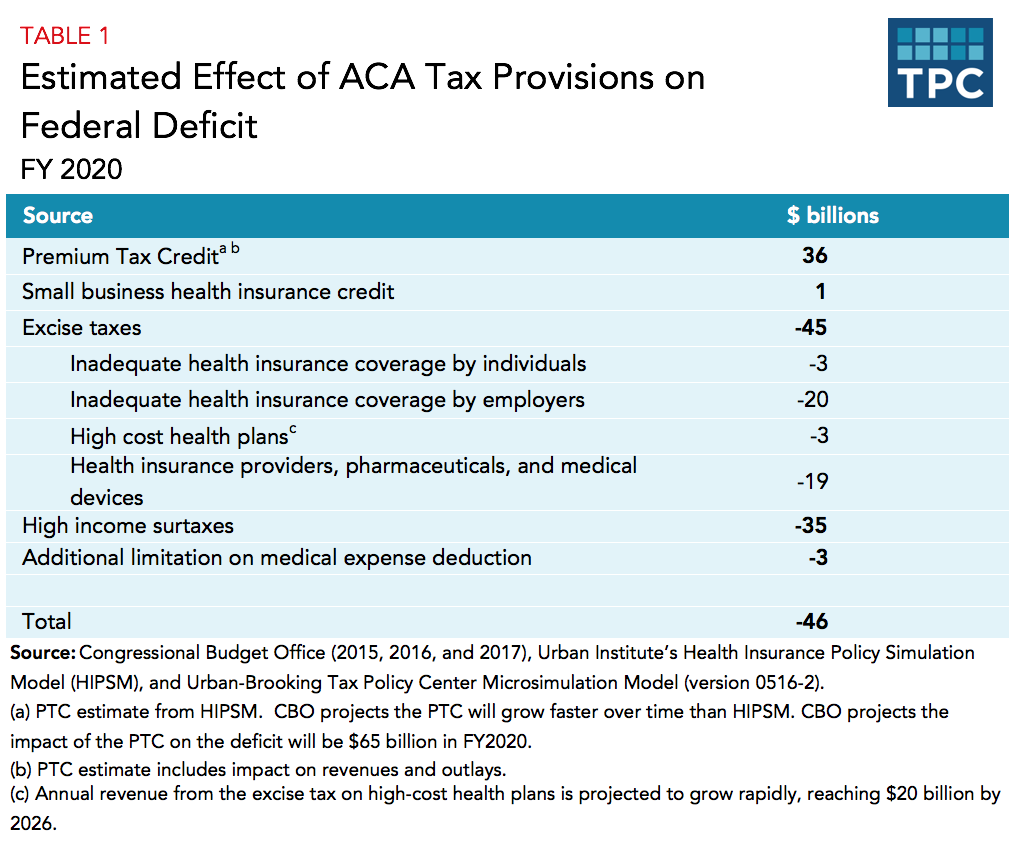 TABLE 1
Estimated Effect of ACA Tax Provisions on
Federal Deficit
FY 2020
TPC
Source $ billions
Premium Tax Credit^a b 36
Small business health insurance credit 1
Excise taxes -45
Inadequate health insurance coverage by individuals -3
Inadequate health insurance coverage by employers -20
High cost health plans^c -3
Health insurance providers, pharmaceuticals, and medical
devices -19
High income surtaxes -35
Additional limitation on medical expense deduction -3
Total -46
Source: Congressional Budget Office (2015, 2016, and 2017), Urban Institute's Health Insurance Policy Simulation
Model (HIPSM), and Urban-Brooking Tax Policy Center Microsimulation Model (version 0516-2).
(a) PTC estimate from HIPSM. CBO projects the PTC will grow faster over time than HIPSM. CBO projects the
impact of the PTC on the deficit will be $65 billion in FY2020.
(b) PTC estimate includes impact on revenues and outlays.
(c) Annual revenue from the excise tax on high-cost health plans is projected to grow rapidly, reaching $20 billion by
2026.